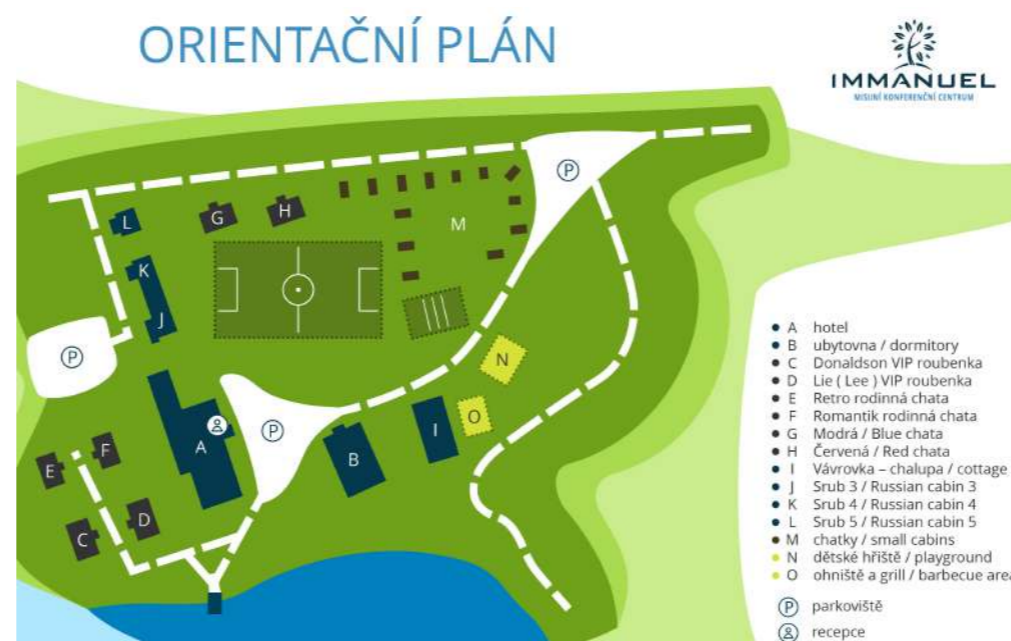 ORIENTAČNÍ PLÁN
IMMANUEL
MISIJNÍ KONFERENČNÍ CENTRUM
P
L
G
H
M
K
J
P
N
O
A
P
B
I
E
F
C
D
A hotel
B ubytovna / dormitory
C Donaldson VIP roubenka
D Lie ( Lee ) VIP roubenka
E Retro rodinná chata
F Romantik rodinná chata
G Modrá / Blue chata
H Červená / Red chata
I Vávrovka – chalupa / cottage
J Srub 3 / Russian cabin 3
K Srub 4 / Russian cabin 4
L Srub 5 / Russian cabin 5
M chatky / small cabins
N dětské hřiště / playground
O ohniště a grill / barbecue area
P parkoviště
recepce